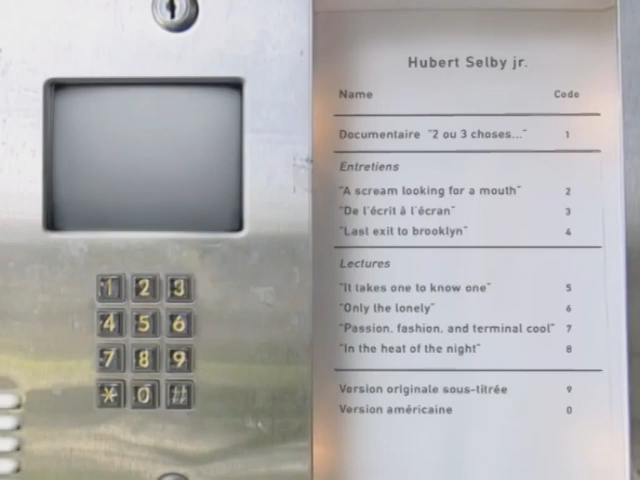 Hubert Selby jr.
Name Code
Documentaire "2 ou 3 choses..." 1
Entretiens
"A scream looking for a mouth" 2
"De l'écrit à l'écran" 3
"Last exit to brooklyn" 4
Lectures
"It takes one to know one" 5
"Only the lonely" 6
"Passion, fashion, and terminal cool" 7
"In the heat of the night" 8
Version originale sous-titrée 9
Version américaine 0
1 2 3
4 5 6
7 8 9
* 0 #